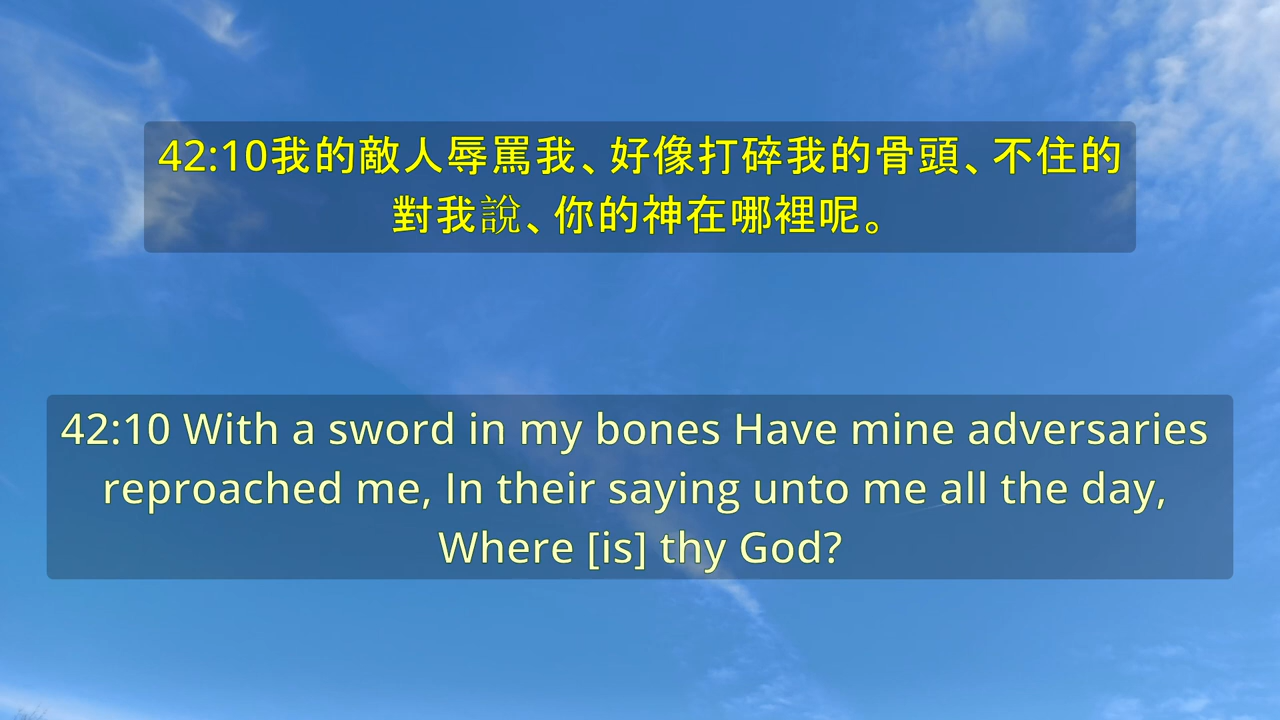 42:10我的敵人辱罵我、好像打碎我的骨頭、不住的
對我說、你的神在哪裡呢。
42:10 With a sword in my bones Have mine adversaries
reproached me, In their saying unto me all the day,
Where [is] thy God?